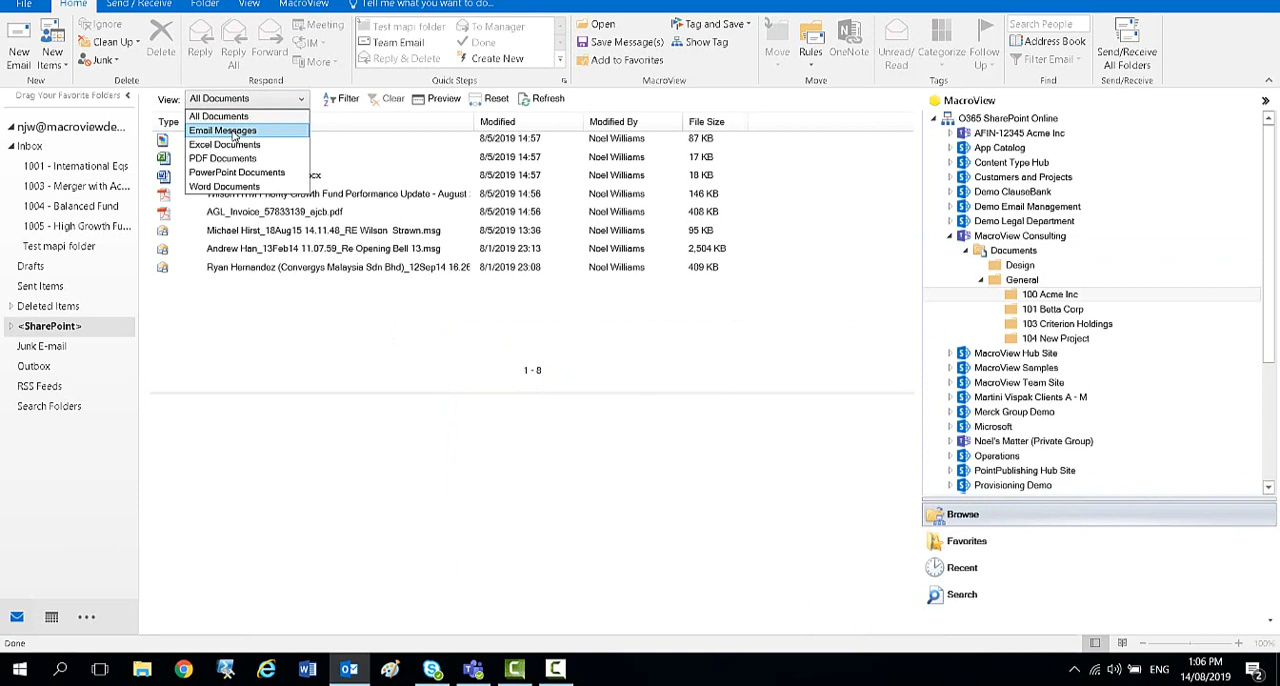 File Home Send / Receive Folder View MacroView Tell me what you want to do...
New Email
New Items
New
Ignore
Clean Up
Junk
Delete
Delete
Reply
Reply All
Forward
Meeting
IM
More
Respond
Test mapi folder
Team Email
Reply & Delete
To Manager
Done
Create New
Quick Steps
Open
Save Message(s)
Add to Favorites
Tag and Save
Show Tag
MacroView
Move
Rules
OneNote
Move
Unread/ Read
Categorize
Follow Up
Tags
Search People
Address Book
Filter Email
Find
Send/Receive All Folders
Send/Receive
Drag Your Favorite Folders
njw@macroviewde...
Inbox
1001 - International Eqs
1003 - Merger with Ac...
1004 - Balanced Fund
1005 - High Growth Fu...
Test mapi folder
Drafts
Sent Items
Deleted Items
<SharePoint>
Junk E-mail
Outbox
RSS Feeds
Search Folders
View: All Documents Filter Clear Preview Reset Refresh
All Documents
Email Messages
Excel Documents
PDF Documents
PowerPoint Documents
Word Documents
Type Modified Modified By File Size
8/5/2019 14:57 Noel Williams 87 KB
8/5/2019 14:57 Noel Williams 17 KB
cx 8/5/2019 14:57 Noel Williams 18 KB
Growth Fund Performance Update - August 8/5/2019 14:56 Noel Williams 146 KB
AGL_Invoice_57833139_ajcb.pdf 8/5/2019 14:56 Noel Williams 408 KB
Michael Hirst_18Aug15 14.11.48_RE Wilson Stramb.msg 8/5/2019 13:36 Noel Williams 95 KB
Andrew Han_13Feb14 11.07.59_Re Opening Bell 13.msg 8/1/2019 23:13 Noel Williams 2,504 KB
Ryan Hernandez (Convergys Malaysia Sdn Bhd)_12Sep14 16.26 8/1/2019 23:08 Noel Williams 409 KB
1 - 8
MacroView
O365 SharePoint Online
AFIN-12345 Acme Inc
App Catalog
Content Type Hub
Customers and Projects
Demo ClauseBank
Demo Email Management
Demo Legal Department
MacroView Consulting
Documents
Design
General
100 Acme Inc
101 Betta Corp
103 Criterion Holdings
104 New Project
MacroView Hub Site
MacroView Samples
MacroView Team Site
Martini Vispak Clients A - M
Merck Group Demo
Microsoft
Noel's Matter (Private Group)
Operations
PointPublishing Hub Site
Provisioning Demo
Browse
Favorites
Recent
Search
Done
100%
ENG
1:06 PM
14/08/2019
2